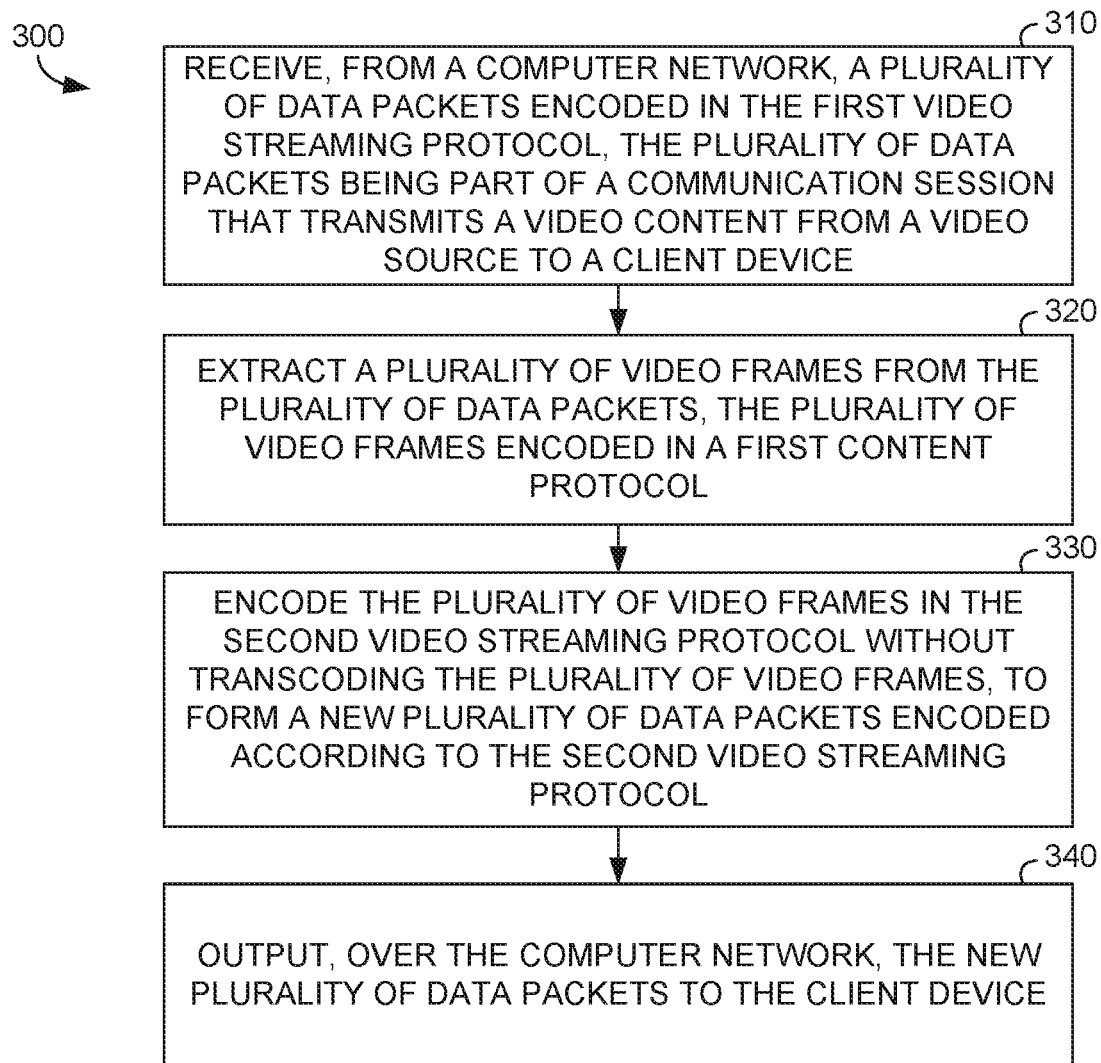 300
310
RECEIVE, FROM A COMPUTER NETWORK, A PLURALITY
OF DATA PACKETS ENCODED IN THE FIRST VIDEO
STREAMING PROTOCOL, THE PLURALITY OF DATA
PACKETS BEING PART OF A COMMUNICATION SESSION
THAT TRANSMITS A VIDEO CONTENT FROM A VIDEO
SOURCE TO A CLIENT DEVICE
320
EXTRACT A PLURALITY OF VIDEO FRAMES FROM THE
PLURALITY OF DATA PACKETS, THE PLURALITY OF
VIDEO FRAMES ENCODED IN A FIRST CONTENT
PROTOCOL
330
ENCODE THE PLURALITY OF VIDEO FRAMES IN THE
SECOND VIDEO STREAMING PROTOCOL WITHOUT
TRANSCODING THE PLURALITY OF VIDEO FRAMES, TO
FORM A NEW PLURALITY OF DATA PACKETS ENCODED
ACCORDING TO THE SECOND VIDEO STREAMING
PROTOCOL
340
OUTPUT, OVER THE COMPUTER NETWORK, THE NEW
PLURALITY OF DATA PACKETS TO THE CLIENT DEVICE